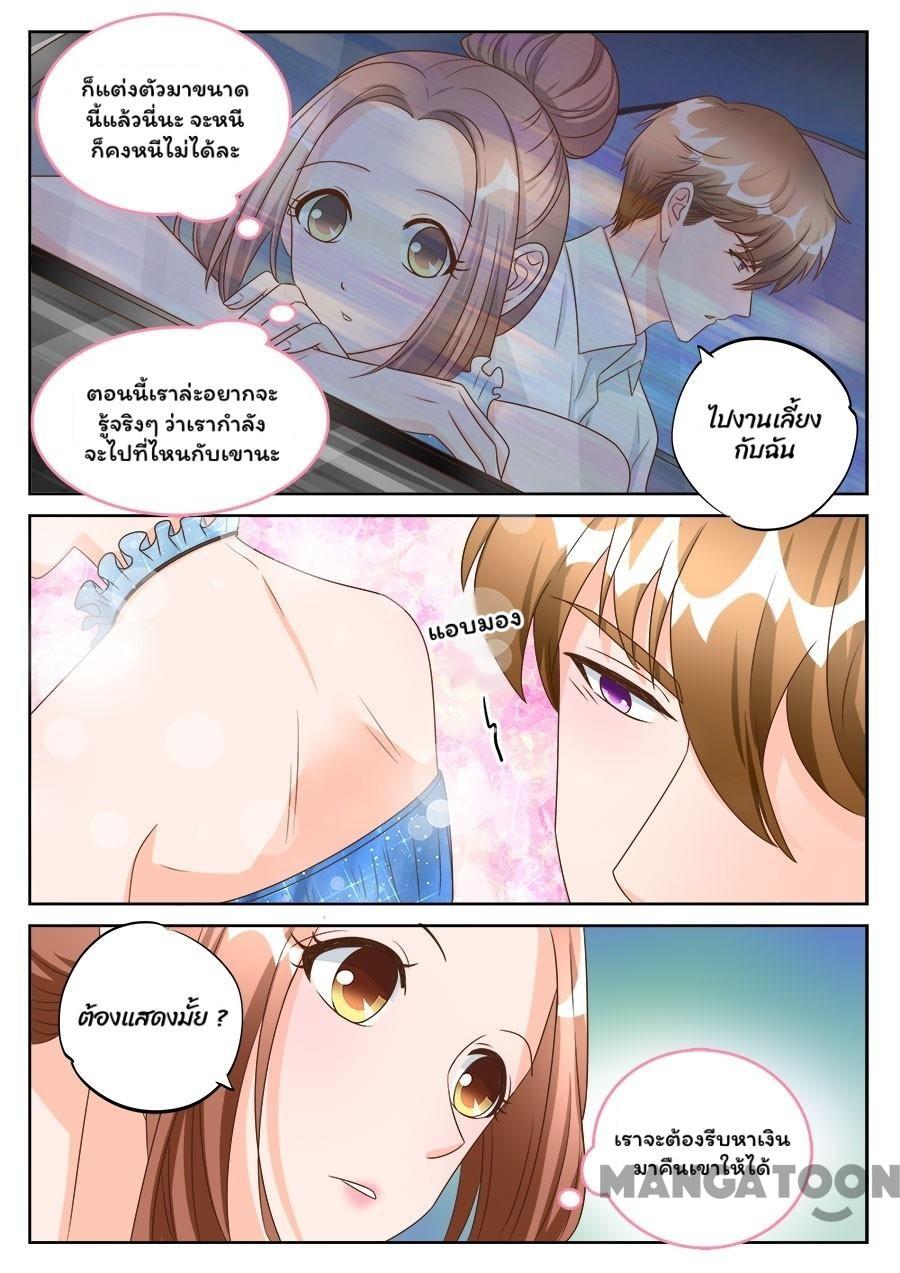 ก็แต่งตัวมาขนาด
นี้แล้วนี่นะ จะหนี
ก็คงหนีไม่ได้ละ
ตอนนี้เราล่ะอยากจะ
รู้จริงๆ ว่าเรากำลัง
จะไปที่ไหนกับเขานะ
ไปงานเลี้ยง
กับฉัน
แอบมอง
ต้องแสดงมั้ย ?
เราจะต้องรีบหาเงิน
มาคืนเขาให้ได้
MANGATOON